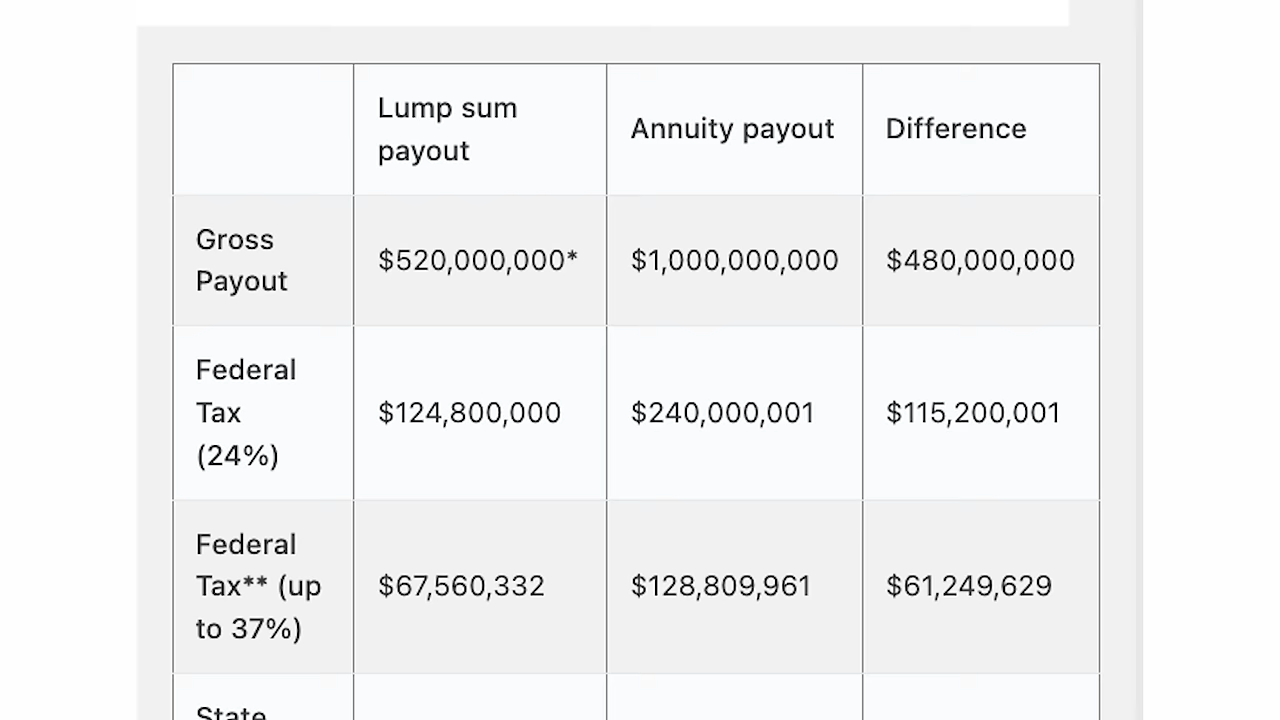 Lump sum
payout
Annuity payout
Difference
Gross
Payout
$520,000,000*
$1,000,000,000
$480,000,000
Federal
Tax
(24%)
$124,800,000
$240,000,001
$115,200,001
Federal
Tax** (up
to 37%)
$67,560,332
$128,809,961
$61,249,629
State